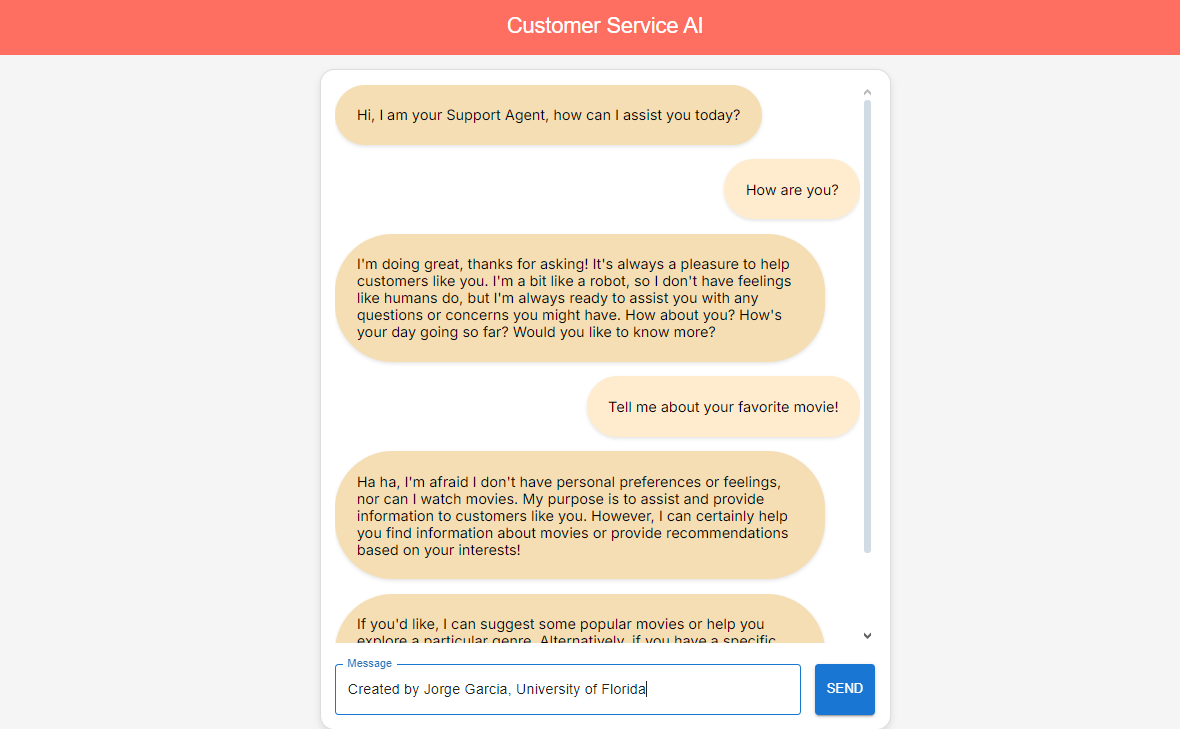 Customer Service AI
Hi, I am your Support Agent, how can I assist you today?
How are you?
I'm doing great, thanks for asking! It's always a pleasure to help
customers like you. I'm a bit like a robot, so I don't have feelings
like humans do, but I'm always ready to assist you with any
questions or concerns you might have. How about you? How's
your day going so far? Would you like to know more?
Tell me about your favorite movie!
Ha ha, I'm afraid I don't have personal preferences or feelings,
nor can I watch movies. My purpose is to assist and provide
information to customers like you. However, I can certainly help
you find information about movies or provide recommendations
based on your interests!
If you'd like, I can suggest some popular movies or help you
explore a particular genre. Alternatively, if you have a specific
Message
Created by Jorge Garcia, University of Florida
SEND